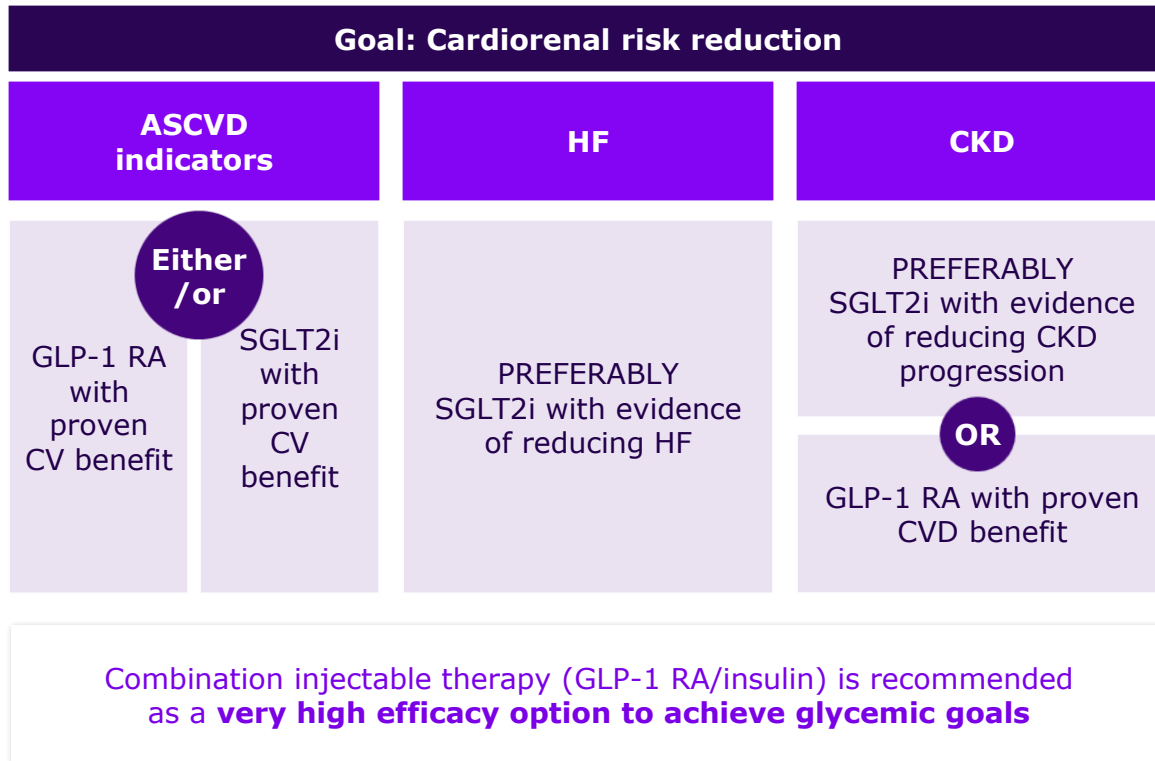 Goal: Cardiorenal risk reduction
ASCVD
indicators
HF
CKD
Either
/or
GLP-1 RA
with
proven
CV benefit
SGLT2i
with
proven
CV
benefit
PREFERABLY
SGLT2i with evidence
of reducing HF
PREFERABLY
SGLT2i with evidence
of reducing CKD
progression
OR
GLP-1 RA with proven
CVD benefit
Combination injectable therapy (GLP-1 RA/insulin) is recommended
as a very high efficacy option to achieve glycemic goals